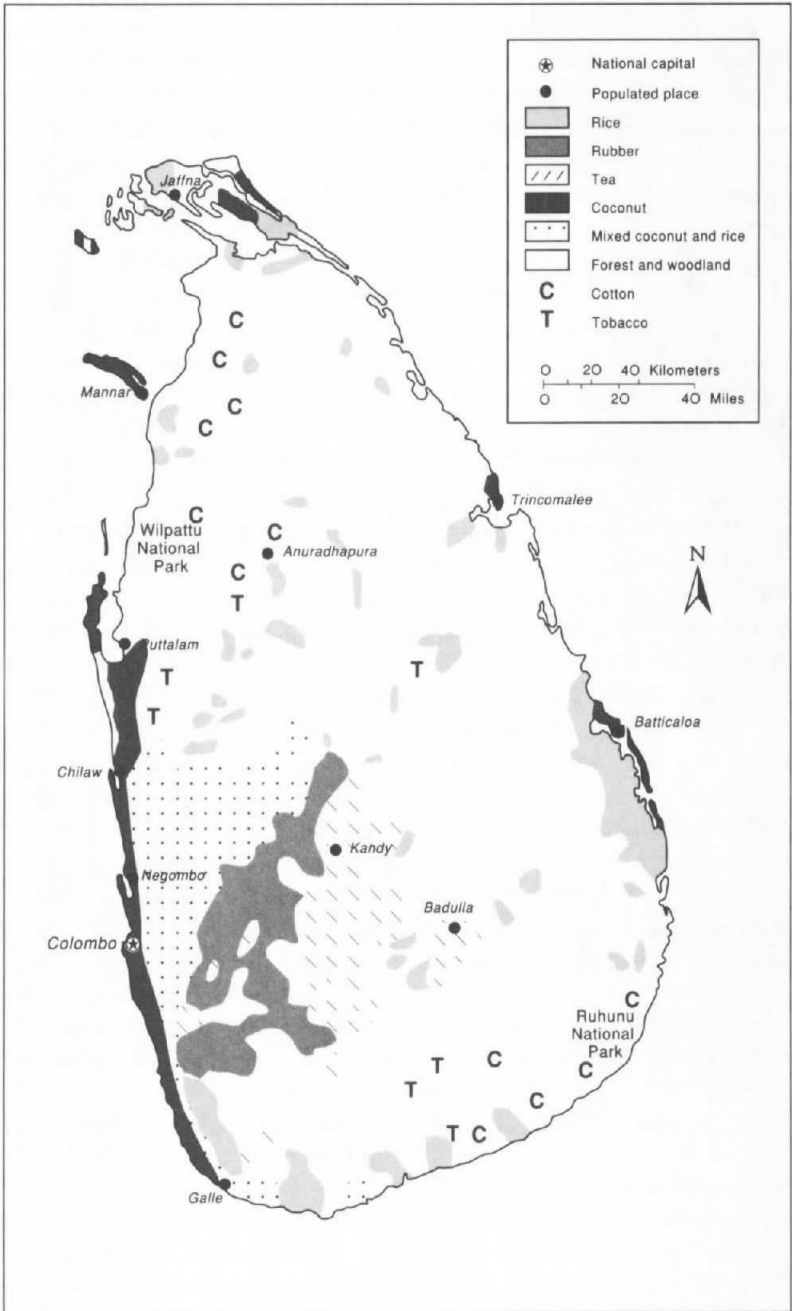 National capital
Populated place
Rice
Rubber
Tea
Coconut
Mixed coconut and rice
Forest and woodland
C Cotton
T Tobacco
0 20 40 Kilometers
0 20 40 Miles
Jaffna
C
C
Mannar
C
C
Trincomalee
C
Wilpattu
National
Park
C
Anuradhapura
N
C
T
Puttalam
T
T
T
Batticaloa
Chilaw
Kandy
Negombo
Badulla
Colombo
C
Ruhunu
National
Park
T
C
C
T
C
T
C
Galle